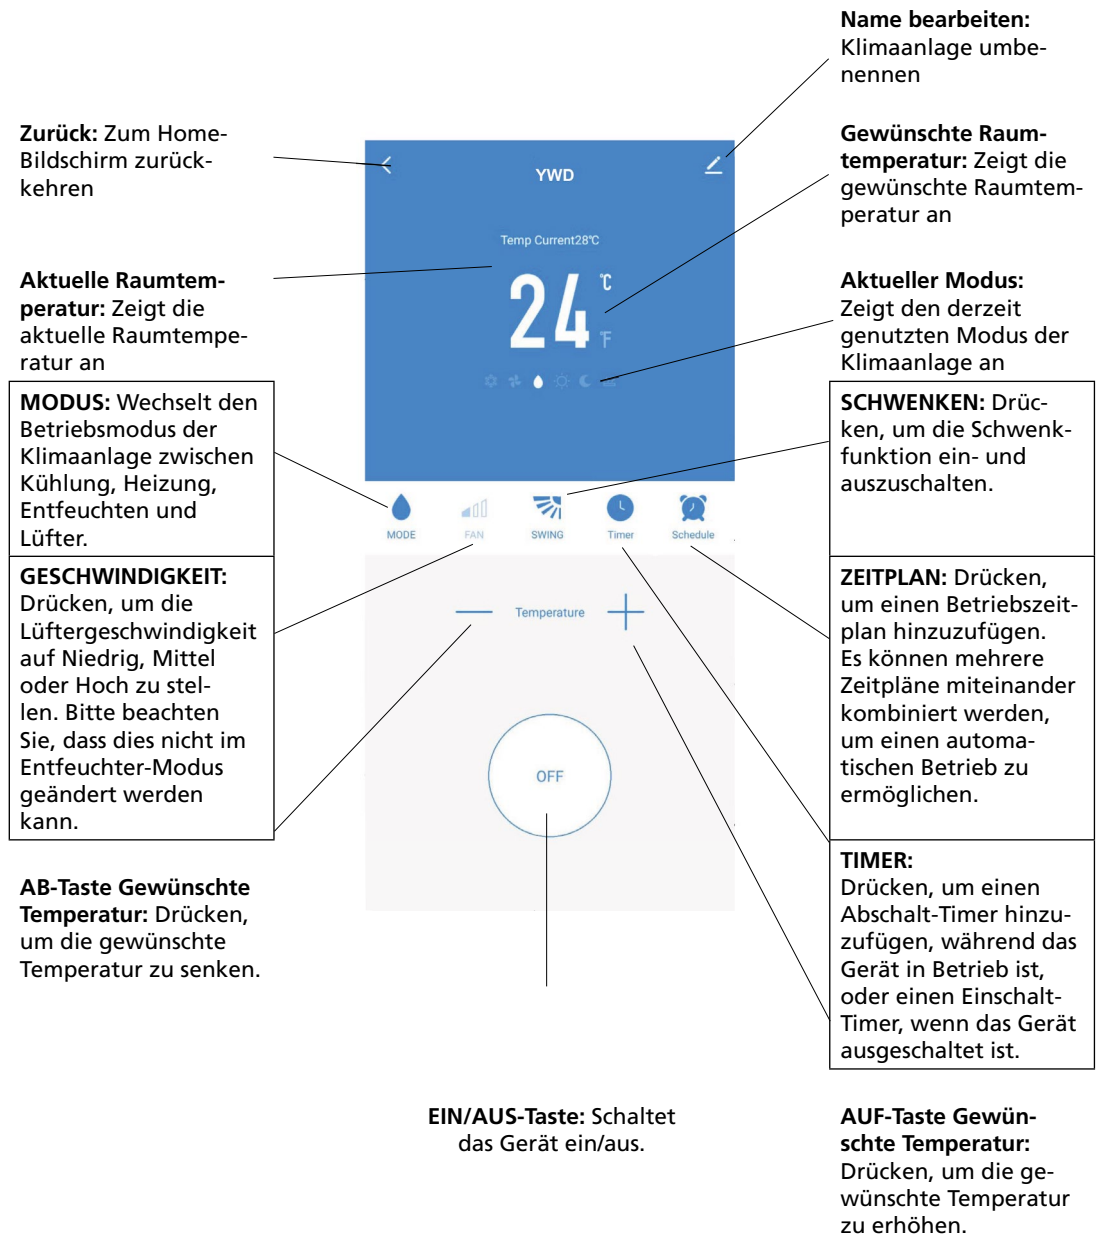 Name bearbeiten:
Klimaanlage umbe-
nennen
Zurück: Zum Home-
Bildschirm zurück-
kehren
Gewünschte Raum-
temperatur: Zeigt die
gewünschte Raumtem-
peratur an
Aktuelle Raumtem-
peratur: Zeigt die
aktuelle Raumtempe-
ratur an
Aktueller Modus:
Zeigt den derzeit
genutzten Modus der
Klimaanlage an
YWD
Temp Current28℃
24
℃
℉
MODUS: Wechselt den
Betriebsmodus der
Klimaanlage zwischen
Kühlung, Heizung,
Entfeuchten und
Lüfter.
SCHWENKEN: Drüc-
ken, um die Schwenk-
funktion ein- und
auszuschalten.
MODE
FAN
SWING
Timer
Schedule
GESCHWINDIGKEIT:
Drücken, um die
Lüftergeschwindigkeit
auf Niedrig, Mittel
oder Hoch zu stel-
len. Bitte beachten
Sie, dass dies nicht im
Entfeuchter-Modus
geändert werden
kann.
Temperature
OFF
ZEITPLAN: Drücken,
um einen Betriebszeit-
plan hinzuzufügen.
Es können mehrere
Zeitpläne miteinander
kombiniert werden,
um einen automa-
tischen Betrieb zu
ermöglichen.
AB-Taste Gewünschte
Temperatur: Drücken,
um die gewünschte
Temperatur zu senken.
TIMER:
Drücken, um einen
Abschalt-Timer hinzu-
zufügen, während das
Gerät in Betrieb ist,
oder einen Einschalt-
Timer, wenn das Gerät
ausgeschaltet ist.
EIN/AUS-Taste: Schaltet
das Gerät ein/aus.
AUF-Taste Gewün-
schte Temperatur:
Drücken, um die ge-
wünschte Temperatur
zu erhöhen.